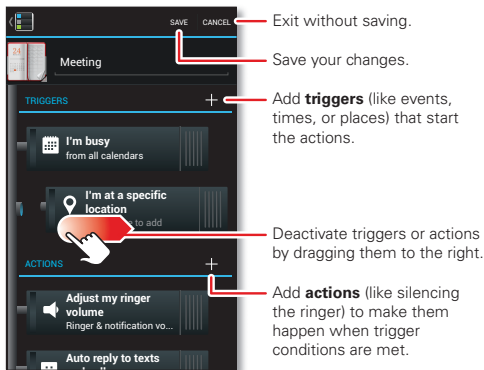 SAVE CANCEL
Exit without saving.
Meeting
Save your changes.
TRIGGERS +
Add triggers (like events,
times, or places) that start
the actions.
I'm busy
from all calendars
I'm at a specific
location
to add
Deactivate triggers or actions
by dragging them to the right.
ACTIONS +
Add actions (like silencing
the ringer) to make them
happen when trigger
conditions are met.
Adjust my ringer
volume
Ringer & notification vo...
Auto reply to texts